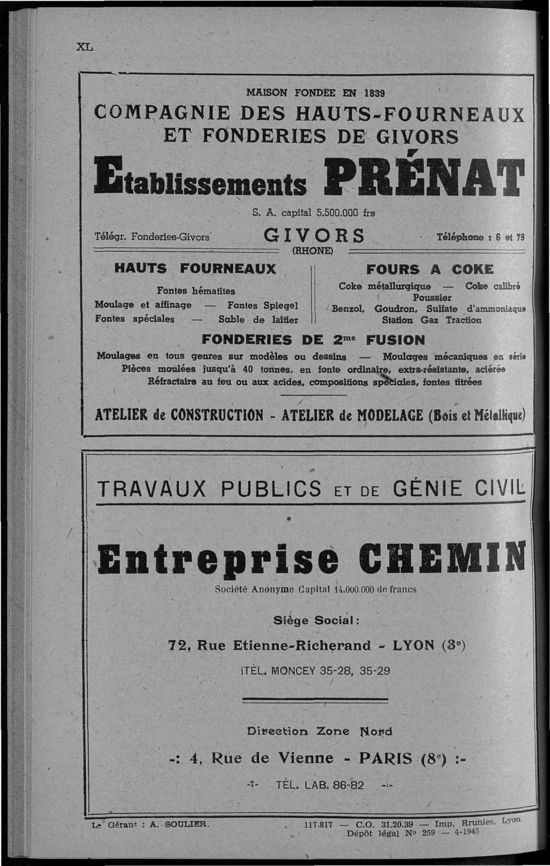 XL
MAISON FONDÉE EN 1839
COMPAGNIE DES HAUTS-FOURNEAUX
ET FONDERIES DE GIVORS
Etablissements PRÉNAT
S. A. capital 5.500.000 frs
Télégr. Fonderies-Givors GIVORS Téléphone : 6 et 79
(RHONE)
HAUTS FOURNEAUX
Fontes hématites
Moulage et affinage — Fontes Spiegel
Fontes spéciales — Sable de laitier
FOURS A COKE
Coke métallurgique — Coke calibré
Poussier
Benzol, Goudron, Sulfate d'ammoniaque
Station Gaz Traction
FONDERIES DE 2me FUSION
Moulages en tous genres sur modèles ou dessins — Moulages mécaniques en série
Pièces moulées jusqu'à 40 tonnes, en fonte ordinaire, extra-résistante, aciérée
Réfractaire au feu ou aux acides, compositions spéciales, fontes titrées
ATELIER de CONSTRUCTION - ATELIER de MODELAGE (Bois et Métallique)
TRAVAUX PUBLICS ET DE GÉNIE CIVIL
Entreprise CHEMIN
Société Anonyme Capital 14.000.000 de francs
Siège Social :
72, Rue Etienne-Richerand - LYON (3e)
TÉL. MONCEY 35-28, 35-29
Direction Zone Nord
-: 4, Rue de Vienne - PARIS (8e) :-
-:- TÉL. LAB. 86-82 -:-
Le Gérant : A. SOULIER.
117.817 — C.O. 31.20.39 — Imp. Brunies, Lyon
Dépôt légal No 259 — 4-1945